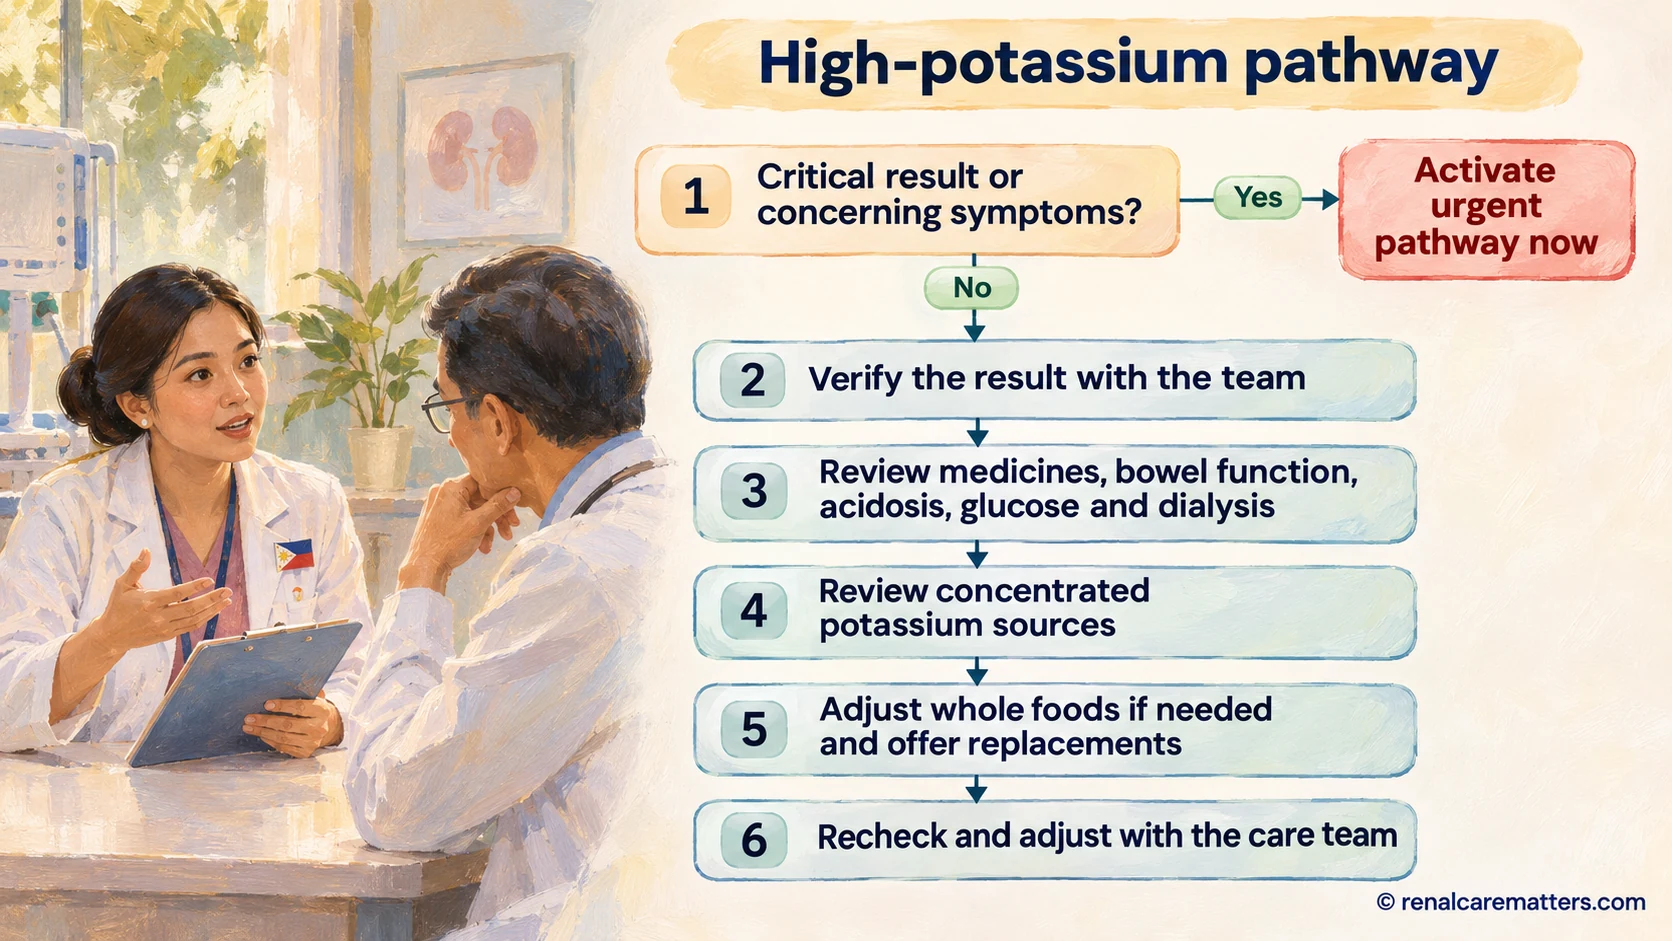 High-potassium pathway
1
Critical result or
concerning symptoms?
Yes
Activate
urgent
pathway now
No
2
Verify the result with the team
3
Review medicines, bowel function,
acidosis, glucose and dialysis
4
Review concentrated
potassium sources
5
Adjust whole foods if needed
and offer replacements
6
Recheck and adjust with the care team
© renalcarematters.com